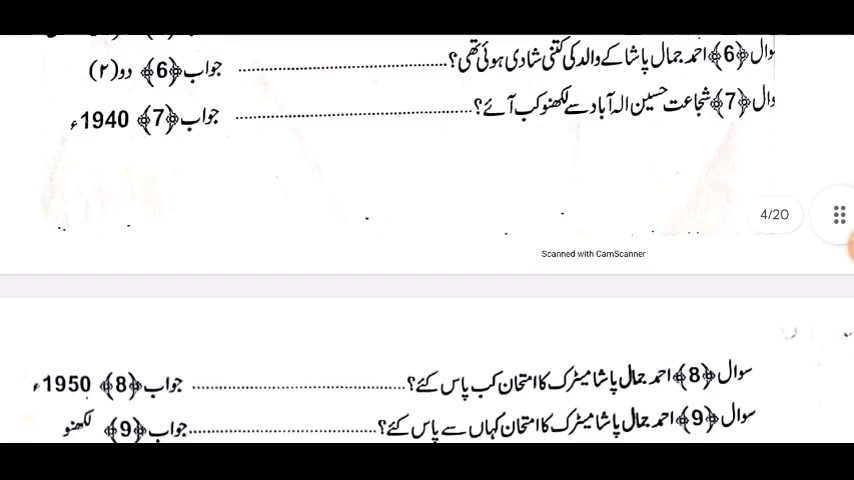 سوال ﴿6﴾ احمد جمال پاشا کے والد کی کتنی شادی ہوئی تھی؟ ........................ جواب ﴿6﴾ دو (۲)
سوال ﴿7﴾ شجاعت حسین الہ آباد سے لکھنو کب آئے؟ ........................ جواب ﴿7﴾ 1940ء
4/20
Scanned with CamScanner
سوال ﴿8﴾ احمد جمال پاشا میٹرک کا امتحان کب پاس کئے؟ ........................ جواب ﴿8﴾ 1950ء
سوال ﴿9﴾ احمد جمال پاشا میٹرک کا امتحان کہاں سے پاس کئے؟ ........................ جواب ﴿9﴾ لکھنو